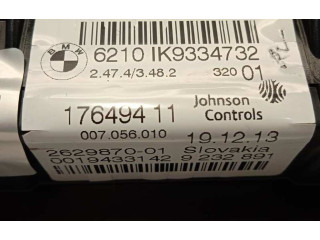 BMW
6210 IK9334732
2.47.4/3.48.2 320 01
17649411 Johnson
007.056.010 Controls
19.12.13
2629870-01 Slovakia
0019433142 9 232 891